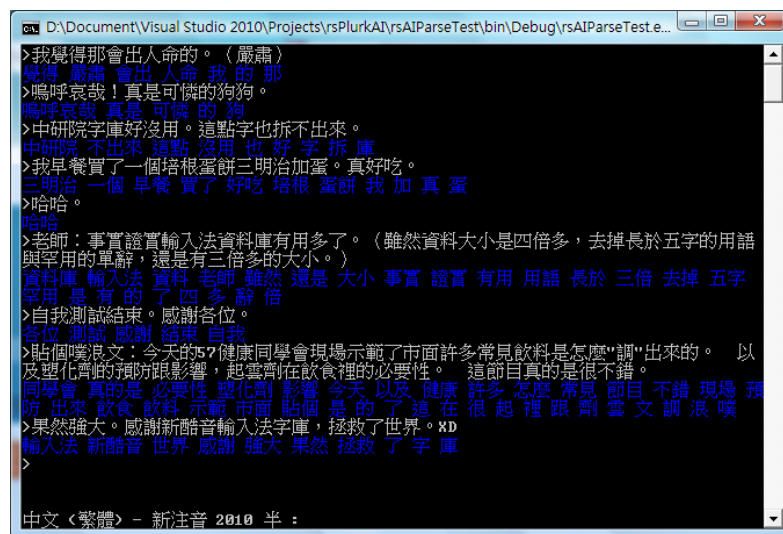 D:\Document\Visual Studio 2010\Projects\rsPlurkAI\rsAIParseTest\bin\Debug\rsAIParseTest.e...
>我覺得那會出人命的。（嚴肅）
覺得 嚴肅 會出 人命 我 的 那
>嗚呼哀哉！真是可憐的狗狗。
嗚呼哀哉 真是 可憐 的 狗
>中研院字庫好沒用。這點字也拆不出來。
中研院 不出來 這點 沒用 也 好 字 拆 庫
>我早餐買了一個培根蛋餅三明治加蛋。真好吃。
三明治 一個 早餐 買了 好吃 培根 蛋餅 我 加 真 蛋
>哈哈。
哈哈
>老師：事實證實輸入法資料庫有用多了。（雖然資料大小是四倍多，去掉長於五字的用語
與罕用的單辭，還是有三倍多的大小。）
資料庫 輸入法 資料 老師 雖然 還是 大小 事實 證實 有用 用語 長於 三倍 去掉 五字
罕用 是 有 的 了 四 多 辭 倍
>自我測試結束。感謝各位。
各位 測試 感謝 結束 自我
>貼個噗浪文：今天的57健康同學會現場示範了市面許多常見飲料是怎麼"調"出來的。 以
及塑化劑的預防跟影響，起雲劑在飲食裡的必要性。 這節目真的是很不錯。
同學會 真的是 必要性 塑化劑 影響 今天 以及 健康 許多 怎麼 常見 節目 不錯 現場 預
防 出來 飲食 飲料 示範 市面 貼個 是 的 了 這 在 很 起 裡 跟 劑 雲 文 調 浪 噗
>果然強大。感謝新酷音輸入法字庫，拯救了世界。XD
輸入法 新酷音 世界 感謝 強大 果然 拯救 了 字 庫
>
中文（繁體）- 新注音 2010 半：